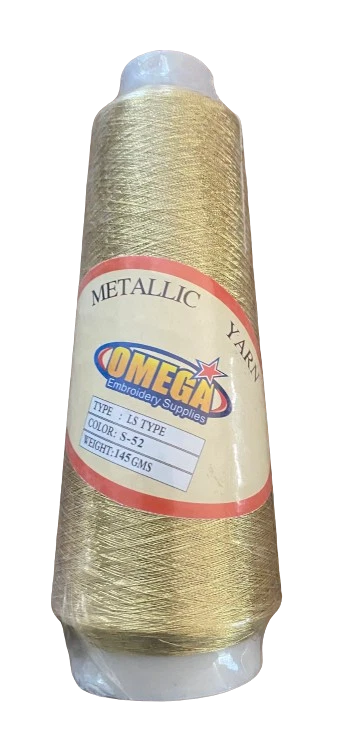 METALLIC YARN
OMEGA
Embroidery Supplies
TYPE : LS TYPE
COLOR: S-52
WEIGHT:145GMS